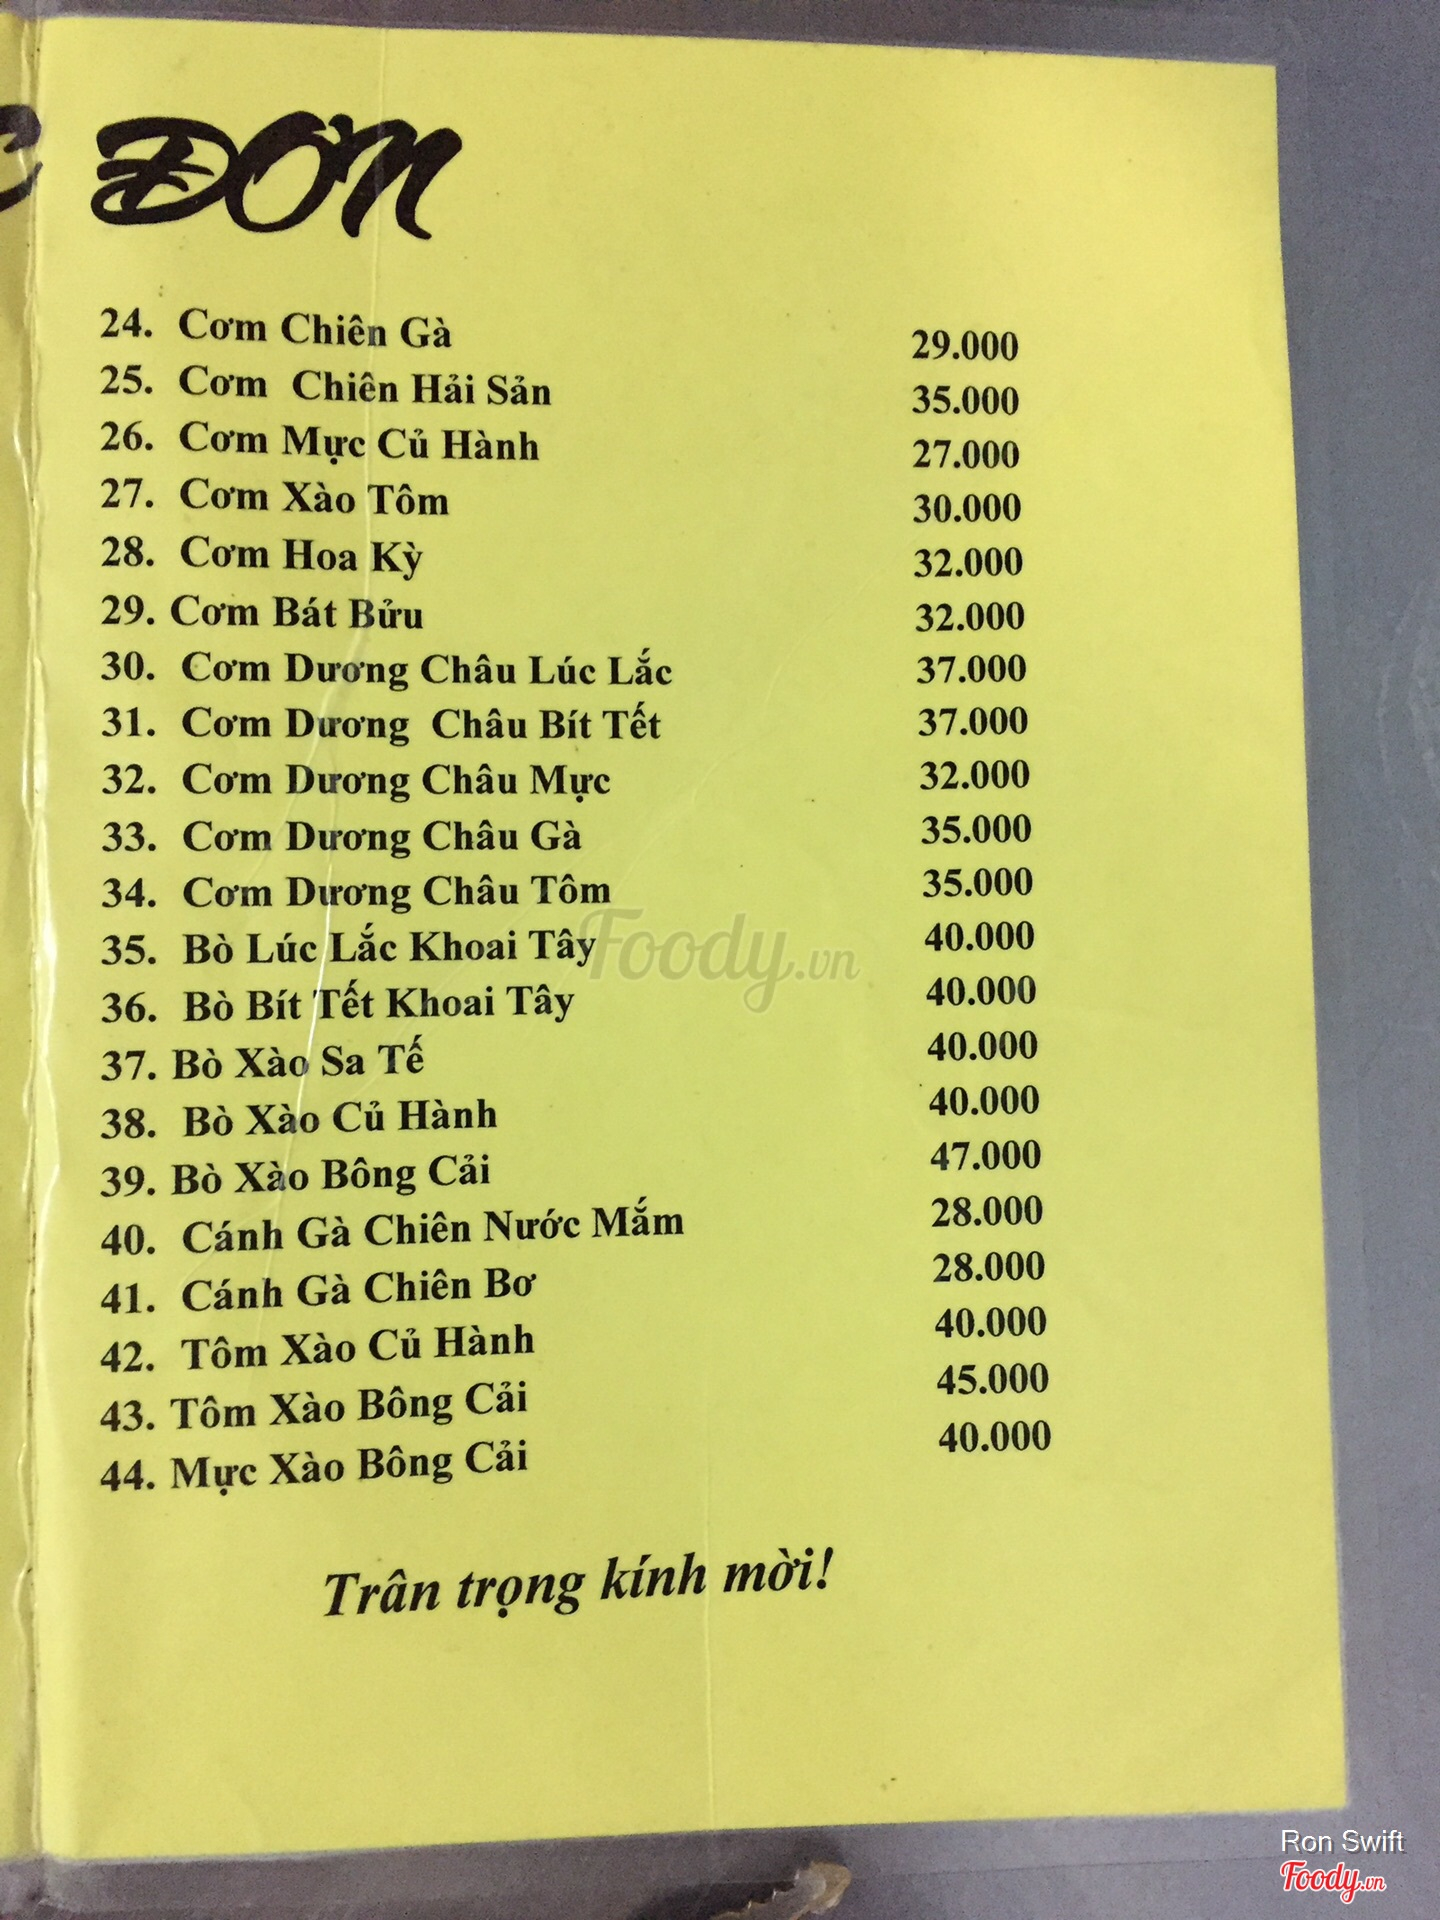 C ĐƠN
24. Cơm Chiên Gà 29.000
25. Cơm Chiên Hải Sản 35.000
26. Cơm Mực Củ Hành 27.000
27. Cơm Xào Tôm 30.000
28. Cơm Hoa Kỳ 32.000
29. Cơm Bát Bửu 32.000
30. Cơm Dương Châu Lúc Lắc 37.000
31. Cơm Dương Châu Bít Tết 37.000
32. Cơm Dương Châu Mực 32.000
33. Cơm Dương Châu Gà 35.000
34. Cơm Dương Châu Tôm 35.000
35. Bò Lúc Lắc Khoai Tây 40.000
Foody.vn
36. Bò Bít Tết Khoai Tây 40.000
37. Bò Xào Sa Tế 40.000
38. Bò Xào Củ Hành 40.000
39. Bò Xào Bông Cải 47.000
40. Cánh Gà Chiên Nước Mắm 28.000
41. Cánh Gà Chiên Bơ 28.000
42. Tôm Xào Củ Hành 40.000
43. Tôm Xào Bông Cải 45.000
44. Mực Xào Bông Cải 40.000
Trân trọng kính mời!
Ron Swift
Foody.vn